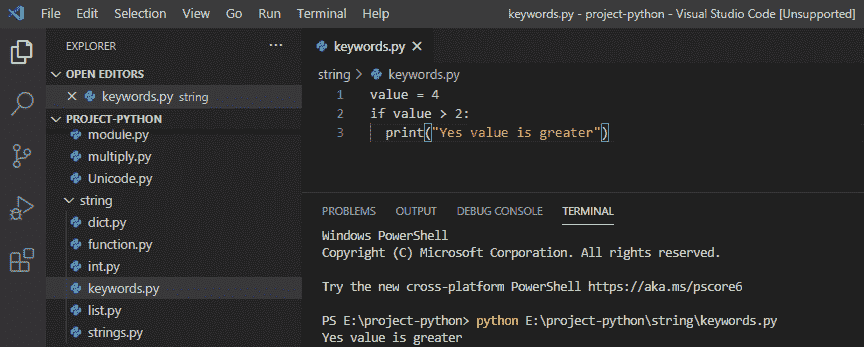 File Edit Selection View Go Run Terminal Help keywords.py - project-python - Visual Studio Code [Unsupported]
EXPLORER ...
OPEN EDITORS
keywords.py string
PROJECT-PYTHON
module.py
multiply.py
Unicode.py
string
dict.py
function.py
int.py
keywords.py
list.py
strings.py
keywords.py
string > keywords.py
1 value = 4
2 if value > 2:
3 print("Yes value is greater")
PROBLEMS OUTPUT DEBUG CONSOLE TERMINAL
Windows PowerShell
Copyright (C) Microsoft Corporation. All rights reserved.
Try the new cross-platform PowerShell https://aka.ms/pscore6
PS E:\project-python> python E:\project-python\string\keywords.py
Yes value is greater